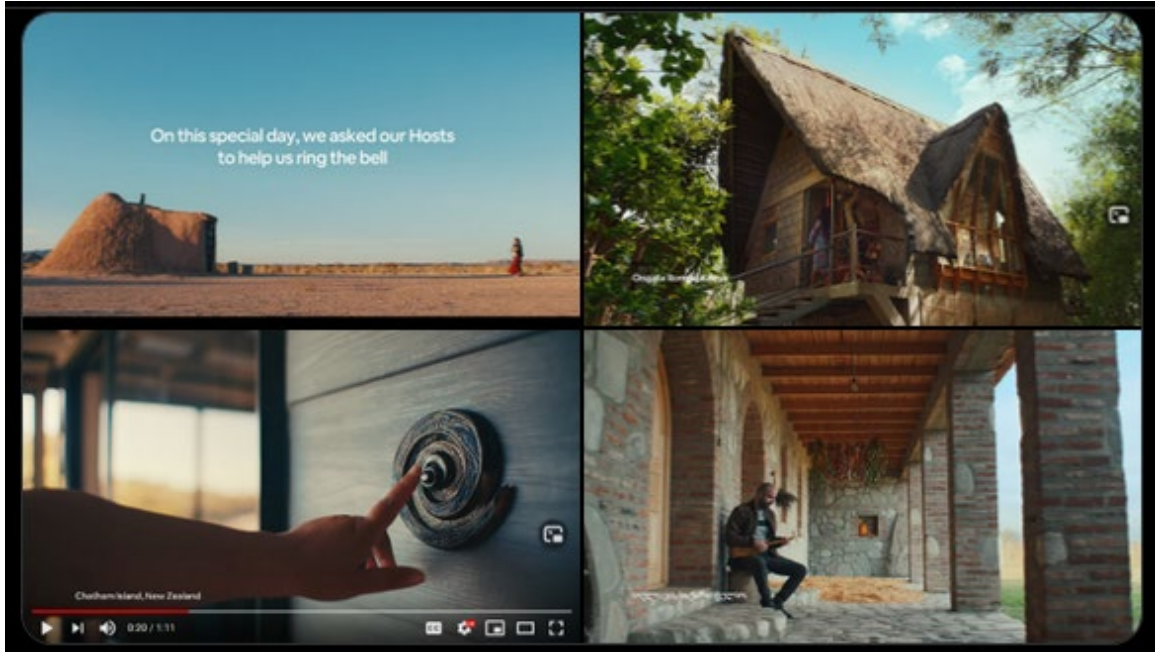 On this special day, we asked our Hosts
to help us ring the bell
Chatham Island, New Zealand
0:20 / 1:11